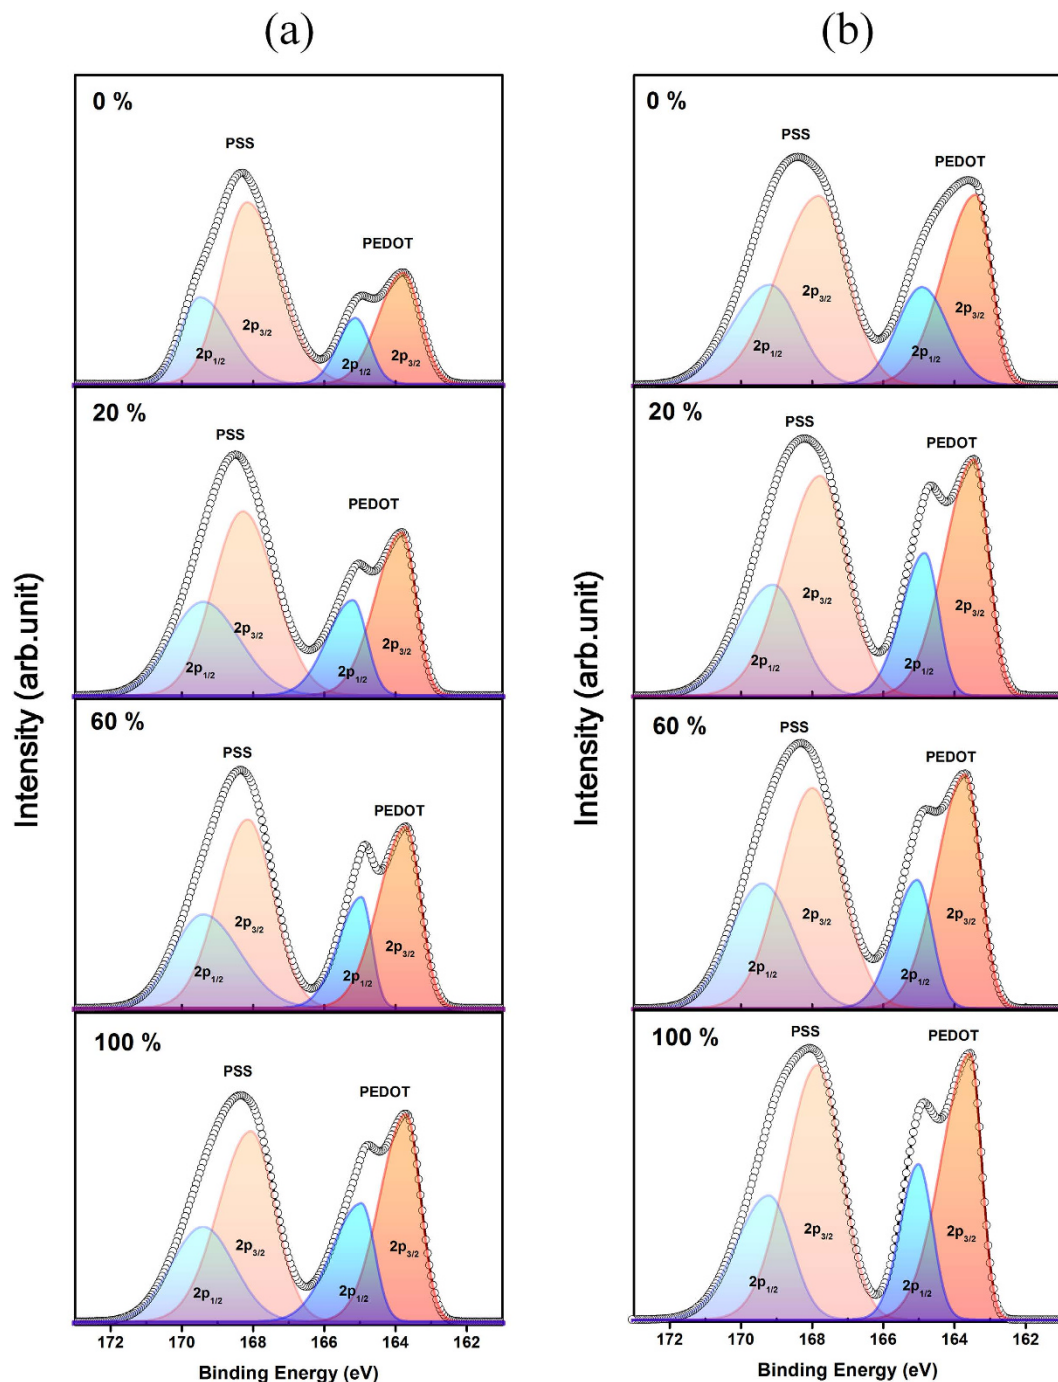 (a)
Intensity (arb.unit)
0 %
PSS
PEDOT
2p1/2
2p3/2
2p1/2
2p3/2
20 %
PSS
PEDOT
2p1/2
2p3/2
2p1/2
2p3/2
60 %
PSS
PEDOT
2p1/2
2p3/2
2p1/2
2p3/2
100 %
PSS
PEDOT
2p1/2
2p3/2
2p1/2
2p3/2
172 170 168 166 164 162
Binding Energy (eV)
(b)
Intensity (arb.unit)
0 %
PSS
PEDOT
2p1/2
2p3/2
2p1/2
2p3/2
20 %
PSS
PEDOT
2p1/2
2p3/2
2p1/2
2p3/2
60 %
PSS
PEDOT
2p1/2
2p3/2
2p1/2
2p3/2
100 %
PSS
PEDOT
2p1/2
2p3/2
2p1/2
2p3/2
172 170 168 166 164 162
Binding Energy (eV)